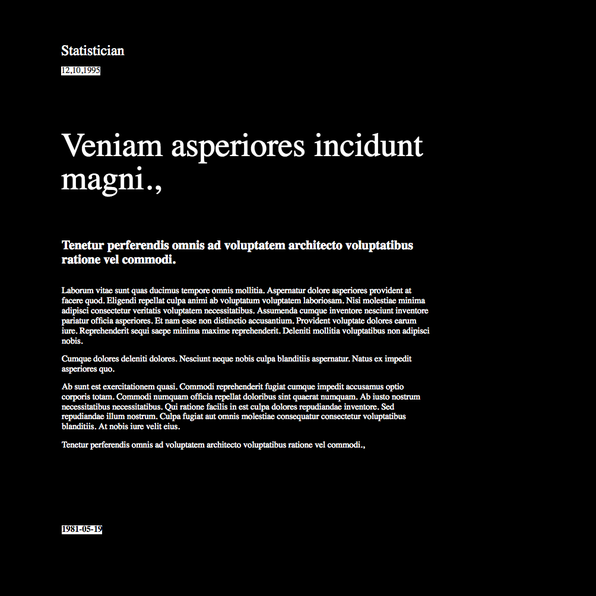 Statistician
12,10,1995
Veniam asperiores incidunt
magni.,
Tenetur perferendis omnis ad voluptatem architecto voluptatibus
ratione vel commodi.
Laborum vitae sunt quas ducimus tempore omnis mollitia. Aspernatur dolore asperiores provident at
facere quod. Eligendi repellat culpa animi ab voluptatum voluptatem laboriosam. Nisi molestiae minima
adipisci consectetur veritatis voluptatem necessitatibus. Assumenda cumque inventore nesciunt inventore
pariatur officia asperiores. Et nam esse non distinctio accusantium. Provident voluptate dolores earum
iure. Reprehenderit sequi saepe minima maxime reprehenderit. Deleniti mollitia voluptatibus non adipisci
nobis.
Cumque dolores deleniti dolores. Nesciunt neque nobis culpa blanditiis aspernatur. Natus ex impedit
asperiores quo.
Ab sunt est exercitationem quasi. Commodi reprehenderit fugiat cumque impedit accusamus optio
corporis totam. Commodi numquam officia repellat doloribus sint quaerat numquam. Ab iusto nostrum
necessitatibus necessitatibus. Qui ratione facilis in est culpa dolores repudiandae inventore. Sed
repudiandae illum nostrum. Culpa fugiat aut omnis molestiae consequatur consectetur voluptatibus
blanditiis. At nobis iure velit eius.
Tenetur perferendis omnis ad voluptatem architecto voluptatibus ratione vel commodi.,
1981-05-19